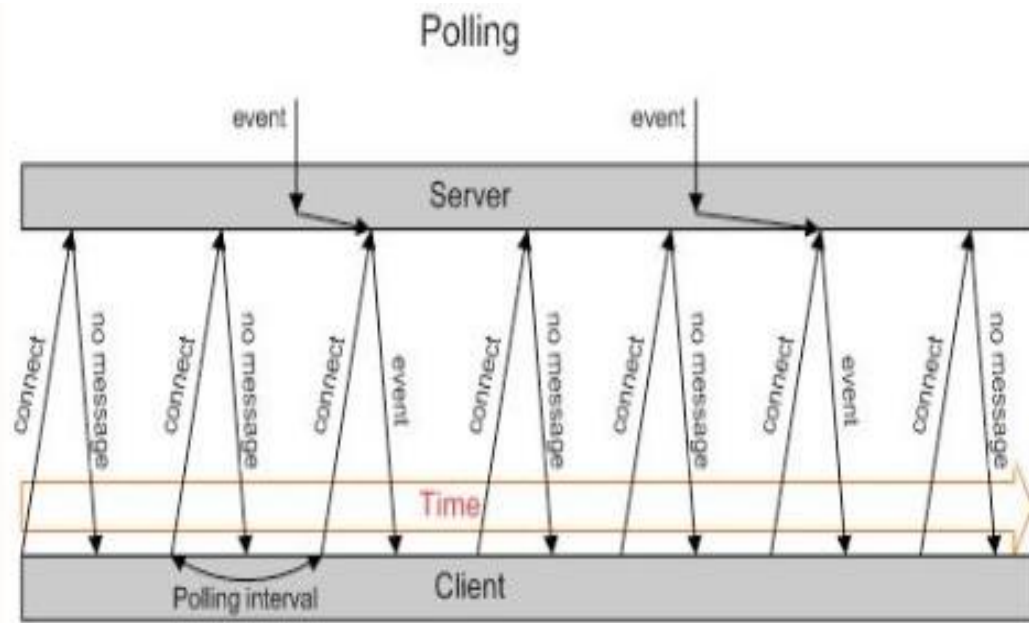 Polling
event
event
Server
connect
no message
connect
no message
connect
event
connect
no message
connect
no message
connect
event
connect
no message
Time
Polling interval
Client